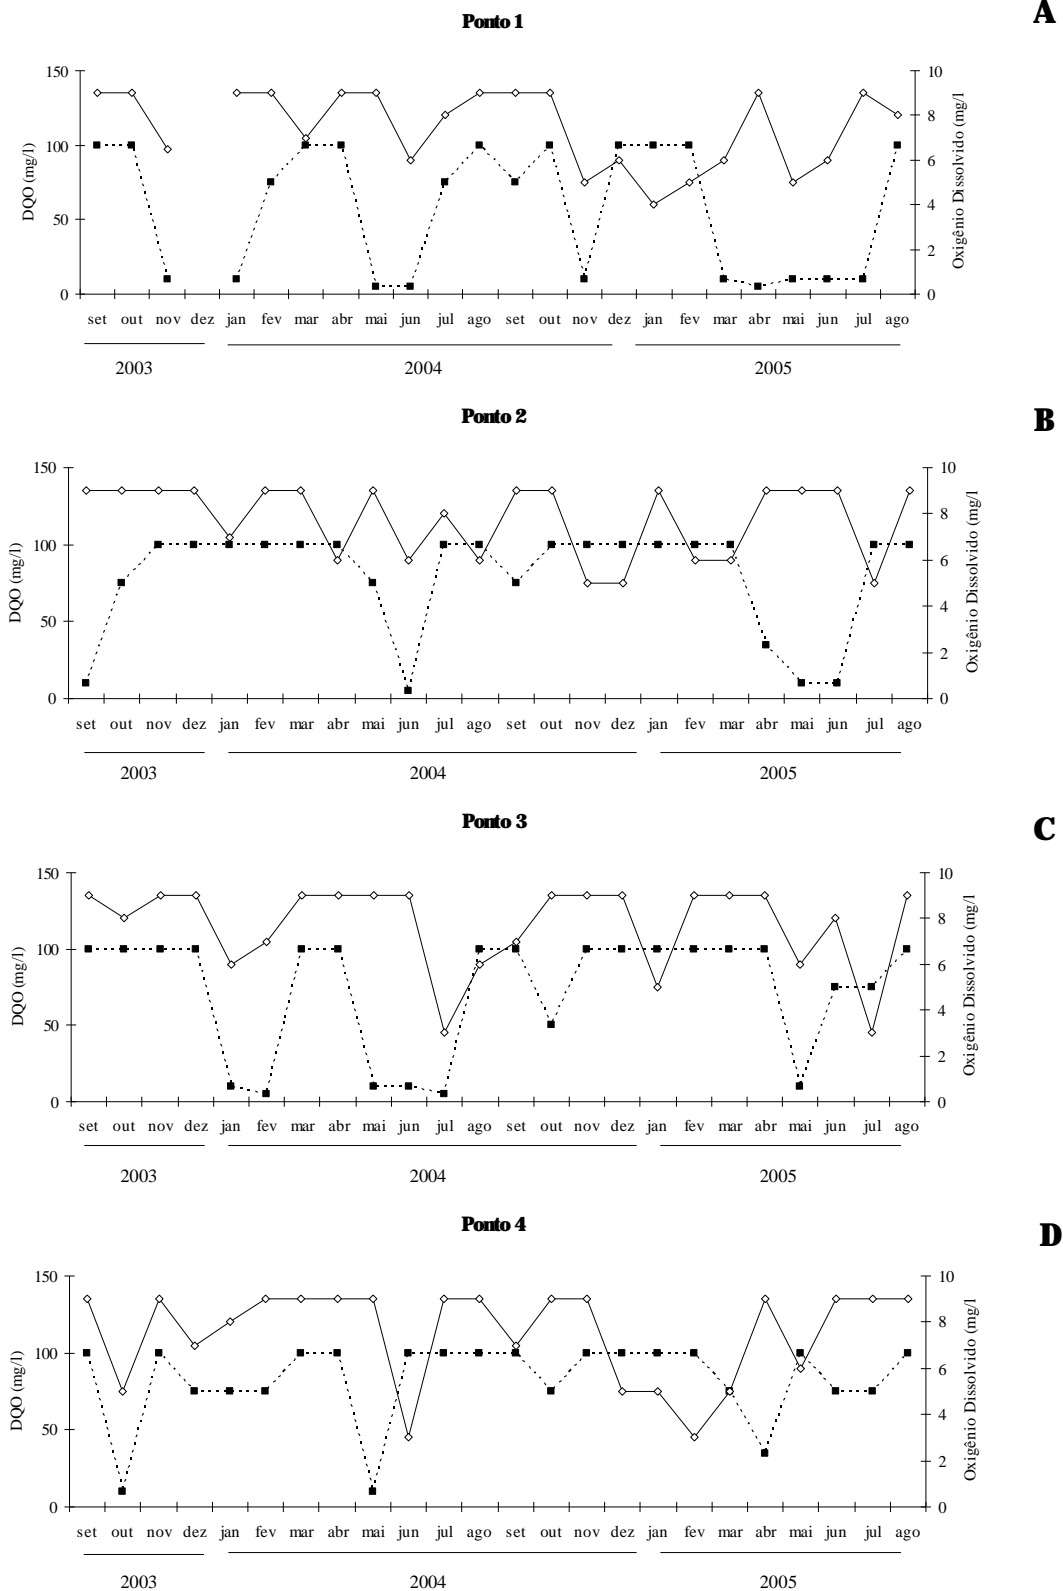 Ponto 1
A
150
100
50
0
DQO (mg/l)
10
8
6
4
2
0
Oxigênio Dissolvido (mg/l
set out nov dez jan fev mar abr mai jun jul ago set out nov dez jan fev mar abr mai jun jul ago
2003 2004 2005
Ponto 2
B
150
100
50
0
DQO (mg/l)
10
8
6
4
2
0
Oxigênio Dissolvido (mg/l
set out nov dez jan fev mar abr mai jun jul ago set out nov dez jan fev mar abr mai jun jul ago
2003 2004 2005
Ponto 3
C
150
100
50
0
DQO (mg/l)
10
8
6
4
2
0
Oxigênio Dissolvido (mg/l
set out nov dez jan fev mar abr mai jun jul ago set out nov dez jan fev mar abr mai jun jul ago
2003 2004 2005
Ponto 4
D
150
100
50
0
DQO (mg/l)
10
8
6
4
2
0
Oxigênio Dissolvido (mg/l
set out nov dez jan fev mar abr mai jun jul ago set out nov dez jan fev mar abr mai jun jul ago
2003 2004 2005